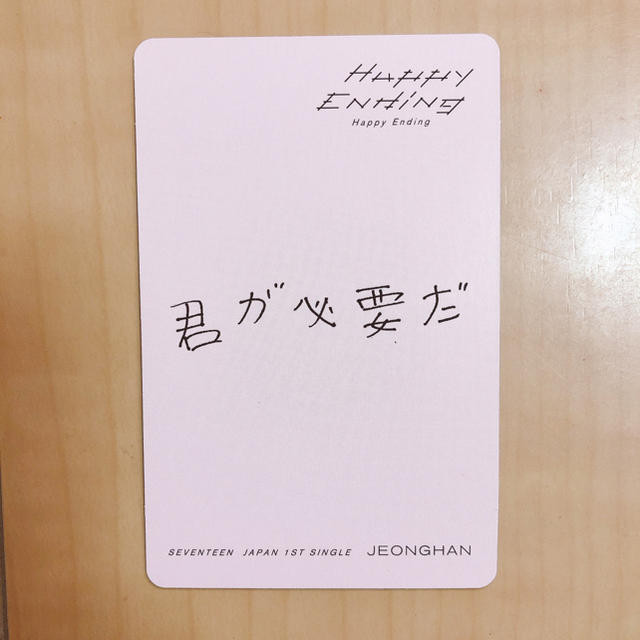 Happy
Ending
Happy Ending
君が必要だ
SEVENTEEN JAPAN 1ST SINGLE JEONGHAN